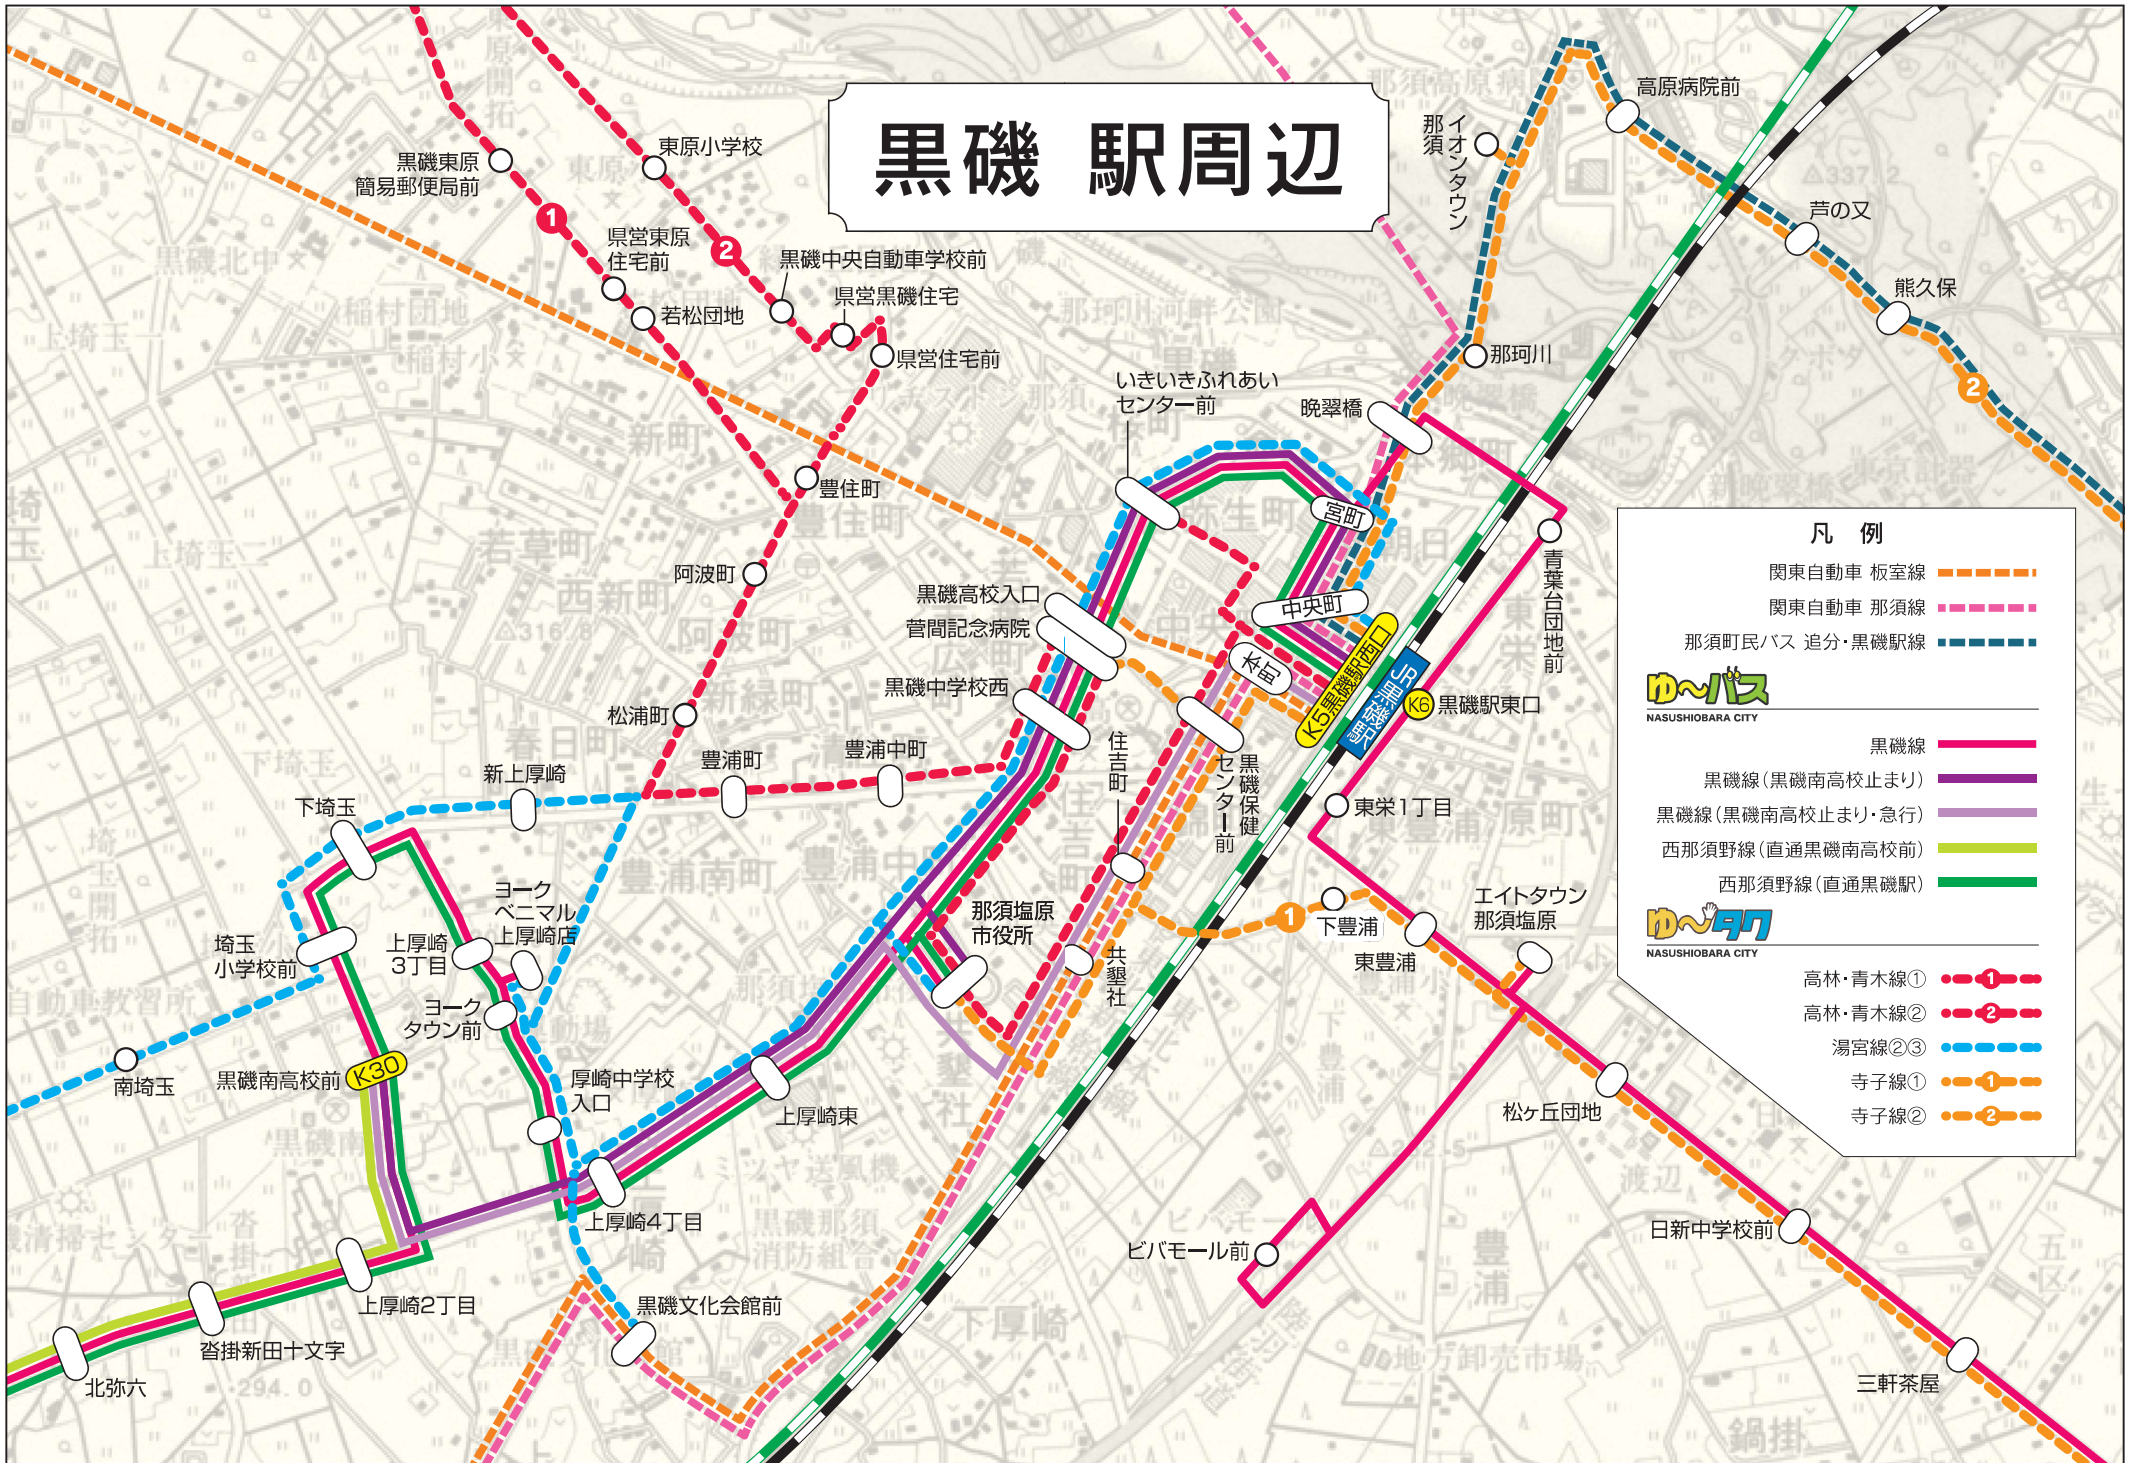 黒磯 駅周辺
高原病院前
イオンタウン
那須
黒磯東原
簡易郵便局前
東原小学校
1
2
県営東原
住宅前
黒磯中央自動車学校前
県営黒磯住宅
若松団地
県営住宅前
芦の又
熊久保
2
那珂川
いきいきふれあい
センター前
晩翠橋
豊住町
宮町
阿波町
青葉台団地前
黒磯高校入口
中央町
菅間記念病院
本町
K5黒磯駅西口
JR黒磯駅
K6
黒磯駅東口
黒磯中学校西
松浦町
住吉町
黒磯保健
センター前
豊浦町
豊浦中町
新上厚崎
下埼玉
東栄1丁目
ヨーク
ベニマル
上厚崎店
那須塩原
市役所
1
下豊浦
エイトタウン
那須塩原
東豊浦
共墾社
埼玉
小学校前
上厚崎
3丁目
ヨーク
タウン前
南埼玉
黒磯南高校前
K30
厚崎中学校
入口
上厚崎東
松ヶ丘団地
上厚崎4丁目
ビバモール前
日新中学校前
上厚崎2丁目
黒磯文化会館前
沓掛新田十文字
北弥六
三軒茶屋
凡 例
関東自動車 板室線
関東自動車 那須線
那須町民バス 追分・黒磯駅線
ゆ〜バス
NASUSHIOBARA CITY
黒磯線
黒磯線(黒磯南高校止まり)
黒磯線(黒磯南高校止まり・急行)
西那須野線(直通黒磯南高校前)
西那須野線(直通黒磯駅)
ゆ〜タク
NASUSHIOBARA CITY
高林・青木線① 1
高林・青木線② 2
湯宮線②③
寺子線① 1
寺子線② 2